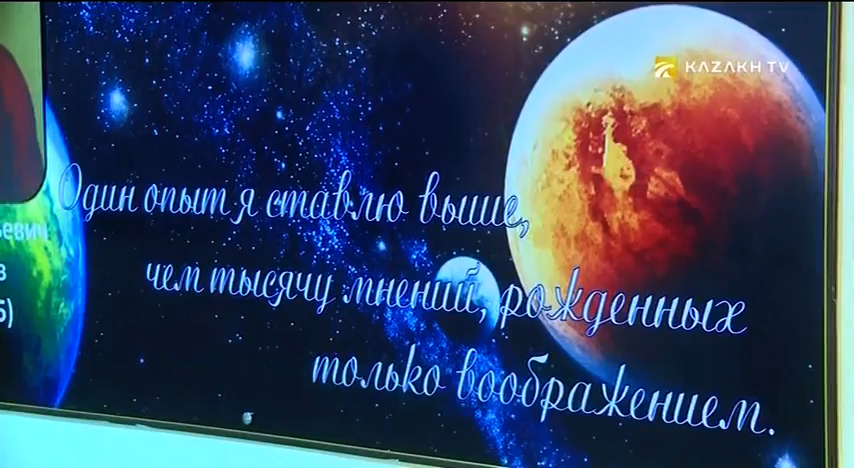 KAZAKH TV
Один опыт я ставлю выше,
чем тысячу мнений, рожденных
только воображением.